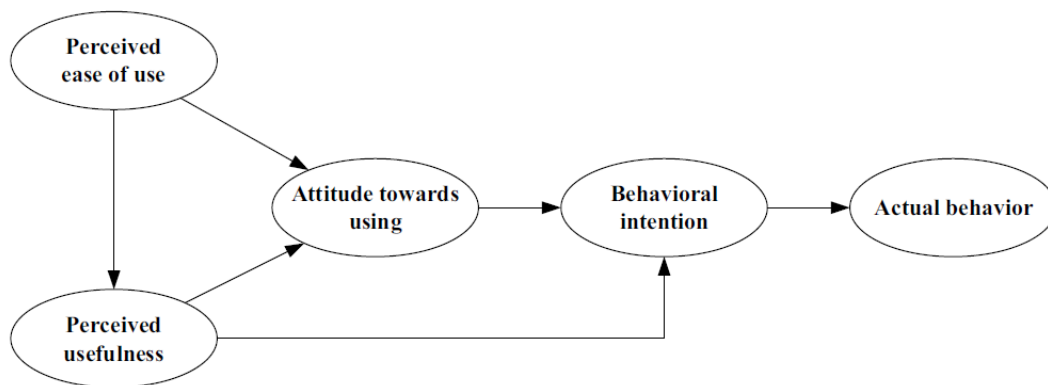 Perceived
ease of use
Attitude towards
using
Behavioral
intention
Actual behavior
Perceived
usefulness